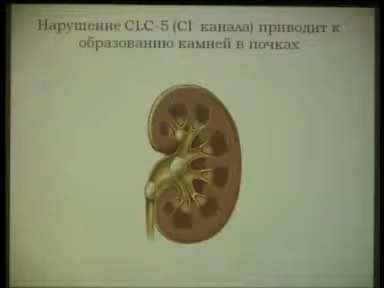 Нарушение CLC-5 (Cl⁻ канала) приводит к
образованию камней в почках